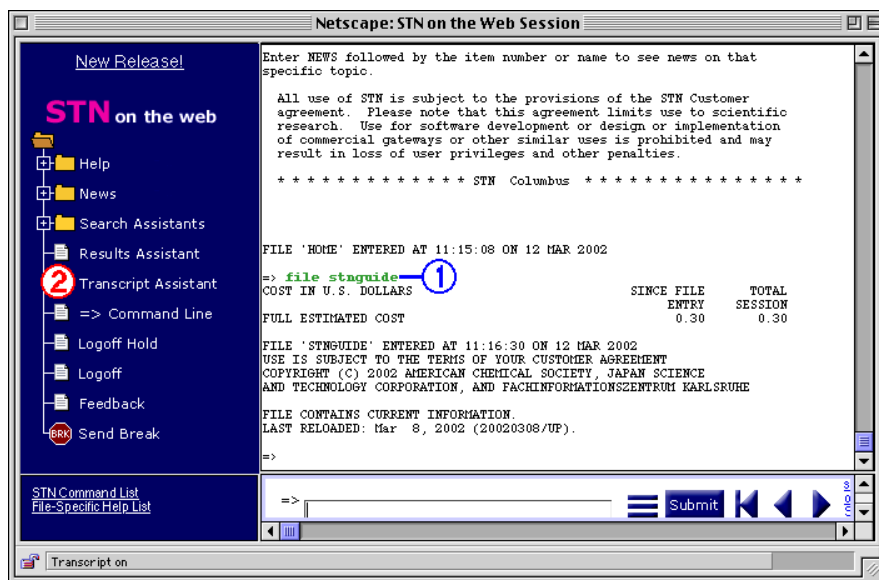 Netscape: STN on the Web Session
New Release!
STN on the web
Help
News
Search Assistants
Results Assistant
2 Transcript Assistant
=> Command Line
Logoff Hold
Logoff
Feedback
BRK Send Break
STN Command List
File-Specific Help List
Enter NEWS followed by the item number or name to see news on that
specific topic.
All use of STN is subject to the provisions of the STN Customer
agreement. Please note that this agreement limits use to scientific
research. Use for software development or design or implementation
of commercial gateways or other similar uses is prohibited and may
result in loss of user privileges and other penalties.
* * * * * * * * * * * * * STN Columbus * * * * * * * * * * * * * * *
FILE 'HOME' ENTERED AT 11:15:08 ON 12 MAR 2002
=> file stnguide 1
COST IN U.S. DOLLARS SINCE FILE TOTAL
ENTRY SESSION
FULL ESTIMATED COST 0.30 0.30
FILE 'STNGUIDE' ENTERED AT 11:16:30 ON 12 MAR 2002
USE IS SUBJECT TO THE TERMS OF YOUR CUSTOMER AGREEMENT
COPYRIGHT (C) 2002 AMERICAN CHEMICAL SOCIETY, JAPAN SCIENCE
AND TECHNOLOGY CORPORATION, AND FACHINFORMATIONSZENTRUM KARLSRUHE
FILE CONTAINS CURRENT INFORMATION.
LAST RELOADED: Mar 8, 2002 (20020308/UP).
=>
=> Submit
Transcript on